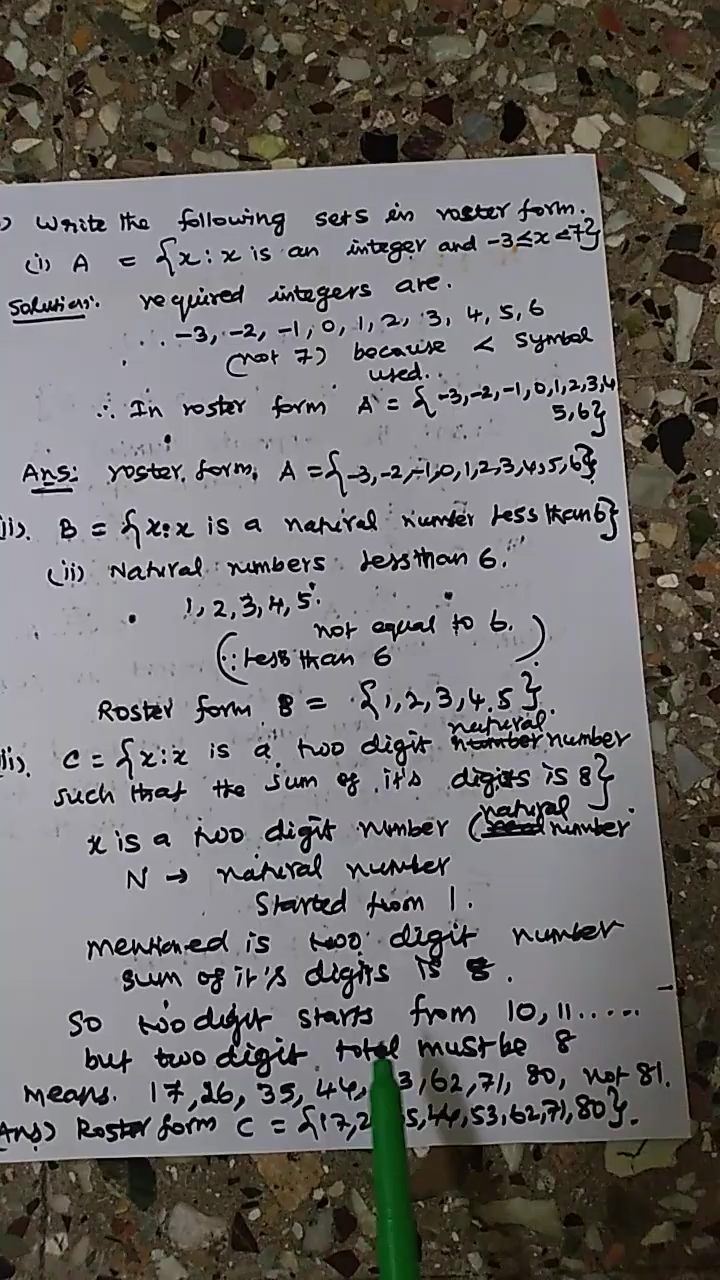 ) Write the following sets in roster form.
(i) A = {x : x is an integer and -3≤x<7}
Solution: required integers are.
-3, -2, -1, 0, 1, 2, 3, 4, 5, 6
(not 7) because < symbol
used.
∴ In roster form A = {-3,-2,-1,0,1,2,3,4
5,6}
Ans: roster form, A = {-3,-2,-1,0,1,2,3,4,5,6}
ii). B = {x:x is a natural number less than 6}
(ii) Natural numbers less than 6.
1, 2, 3, 4, 5.
not equal to 6.
(∵ Less than 6 )
Roster form B = {1,2,3,4,5}.
natural
iii). C = {x:x is a two digit number
such that the sum of it's digits is 8}
natural
x is a two digit number ( number
N → natural number
Started from 1.
mentioned is two digit number
sum of it's digits is 8.
So two digit starts from 10, 11.....
but two digit total must be 8
means. 17, 26, 35, 44, 3, 62, 71, 80, not 81.
Ans) Roster form C = {17,2 5,44,53,62,71,80}.